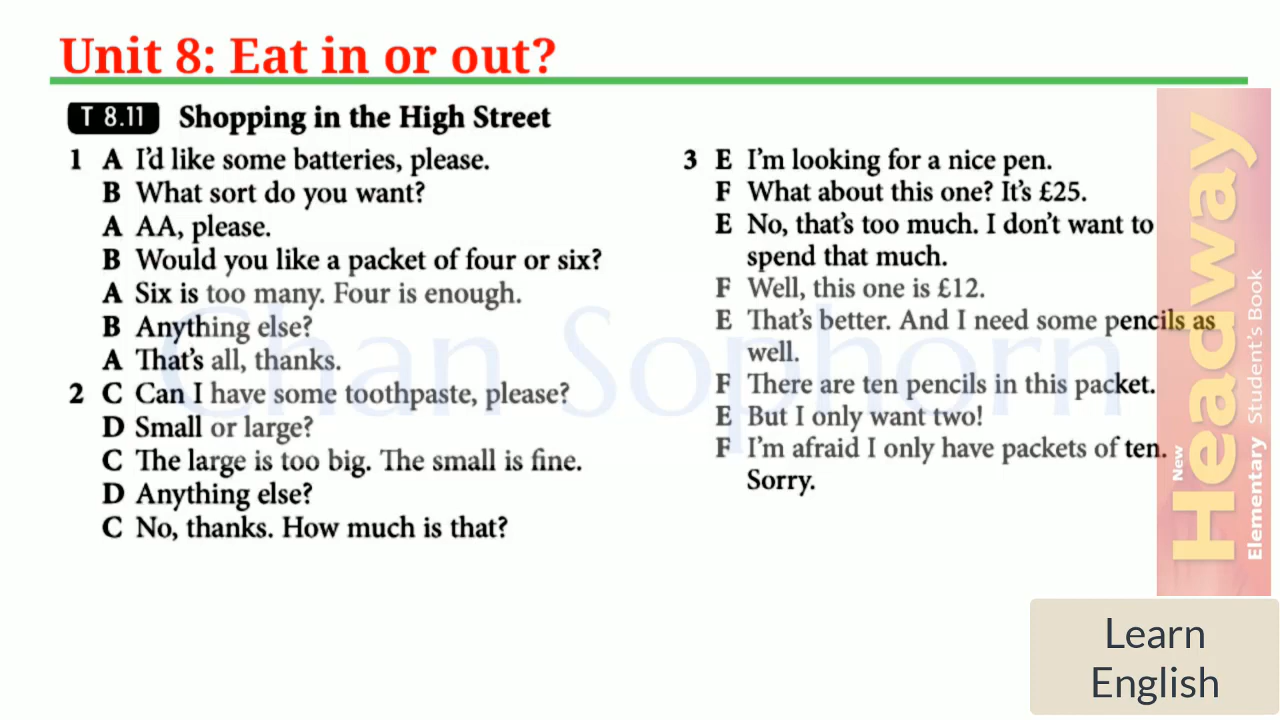 Unit 8: Eat in or out?
T 8.11 Shopping in the High Street
1 A I'd like some batteries, please.
B What sort do you want?
A AA, please.
B Would you like a packet of four or six?
A Six is too many. Four is enough.
B Anything else?
A That's all, thanks.
2 C Can I have some toothpaste, please?
D Small or large?
C The large is too big. The small is fine.
D Anything else?
C No, thanks. How much is that?
3 E I'm looking for a nice pen.
F What about this one? It's £25.
E No, that's too much. I don't want to
spend that much.
F Well, this one is £12.
E That's better. And I need some pencils as
well.
F There are ten pencils in this packet.
E But I only want two!
F I'm afraid I only have packets of ten.
Sorry.
Chan Sophorn
New
Headway
Elementary Student's Book
Learn
English